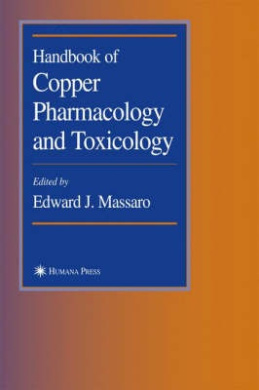 Handbook of
Copper
Pharmacology
and Toxicology
Edited by
Edward J. Massaro
HUMANA PRESS